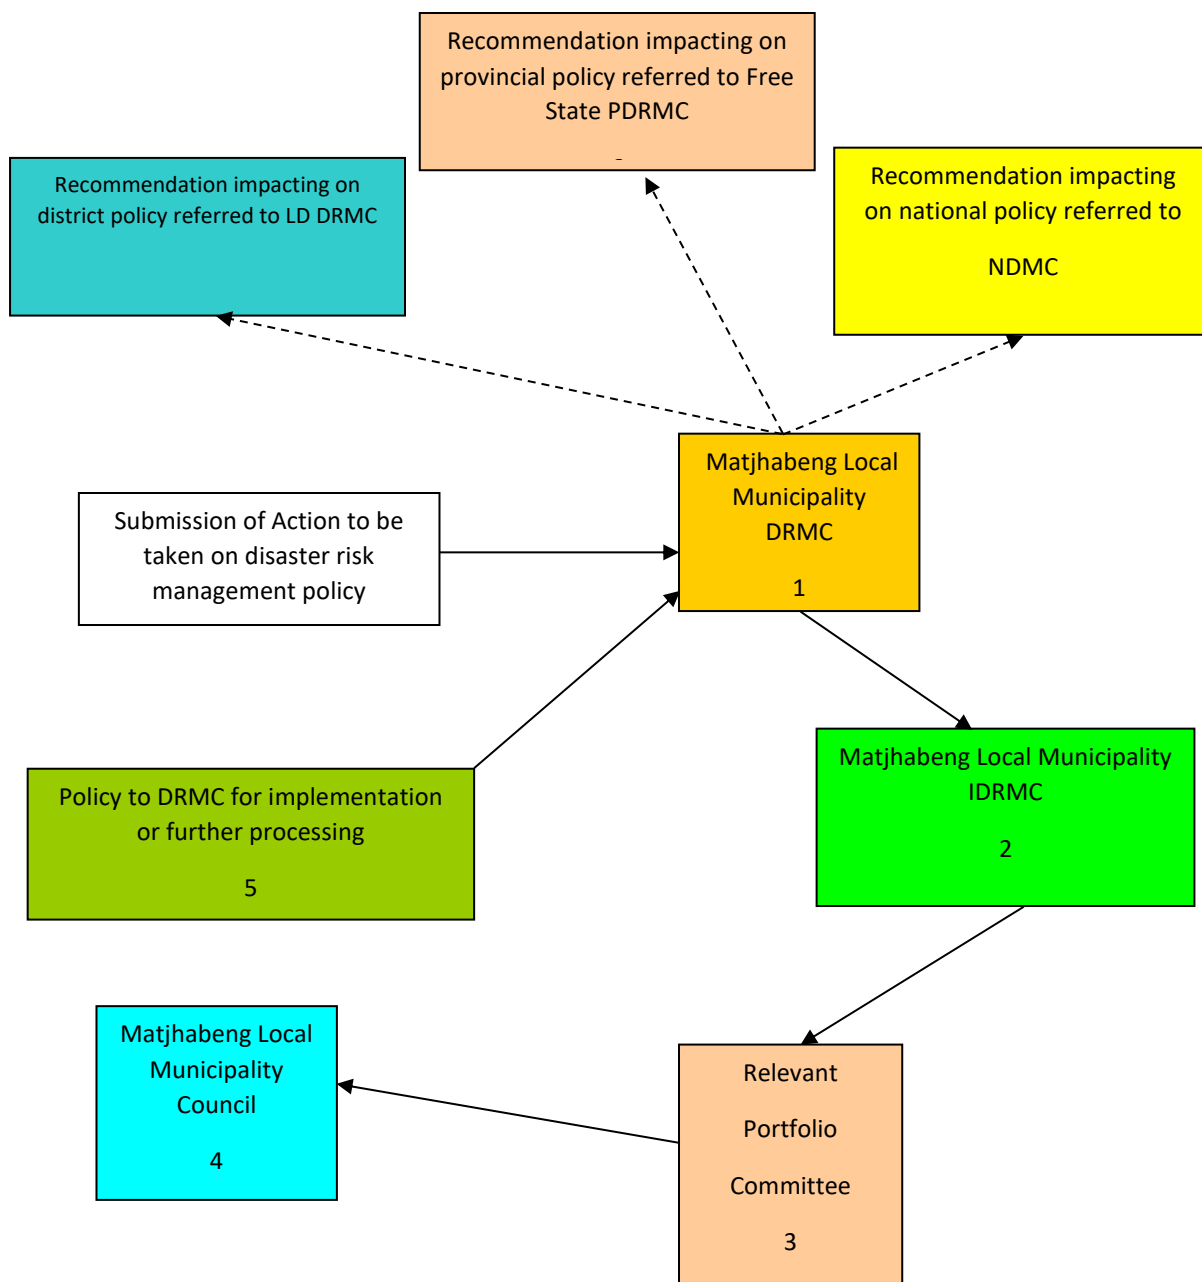 Recommendation impacting on
provincial policy referred to Free
State PDRMC
Recommendation impacting on
district policy referred to LD DRMC
Recommendation impacting
on national policy referred to
NDMC
Matjhabeng Local
Municipality
DRMC
1
Submission of Action to be
taken on disaster risk
management policy
Matjhabeng Local Municipality
IDRMC
2
Policy to DRMC for implementation
or further processing
5
Matjhabeng Local
Municipality
Council
4
Relevant
Portfolio
Committee
3